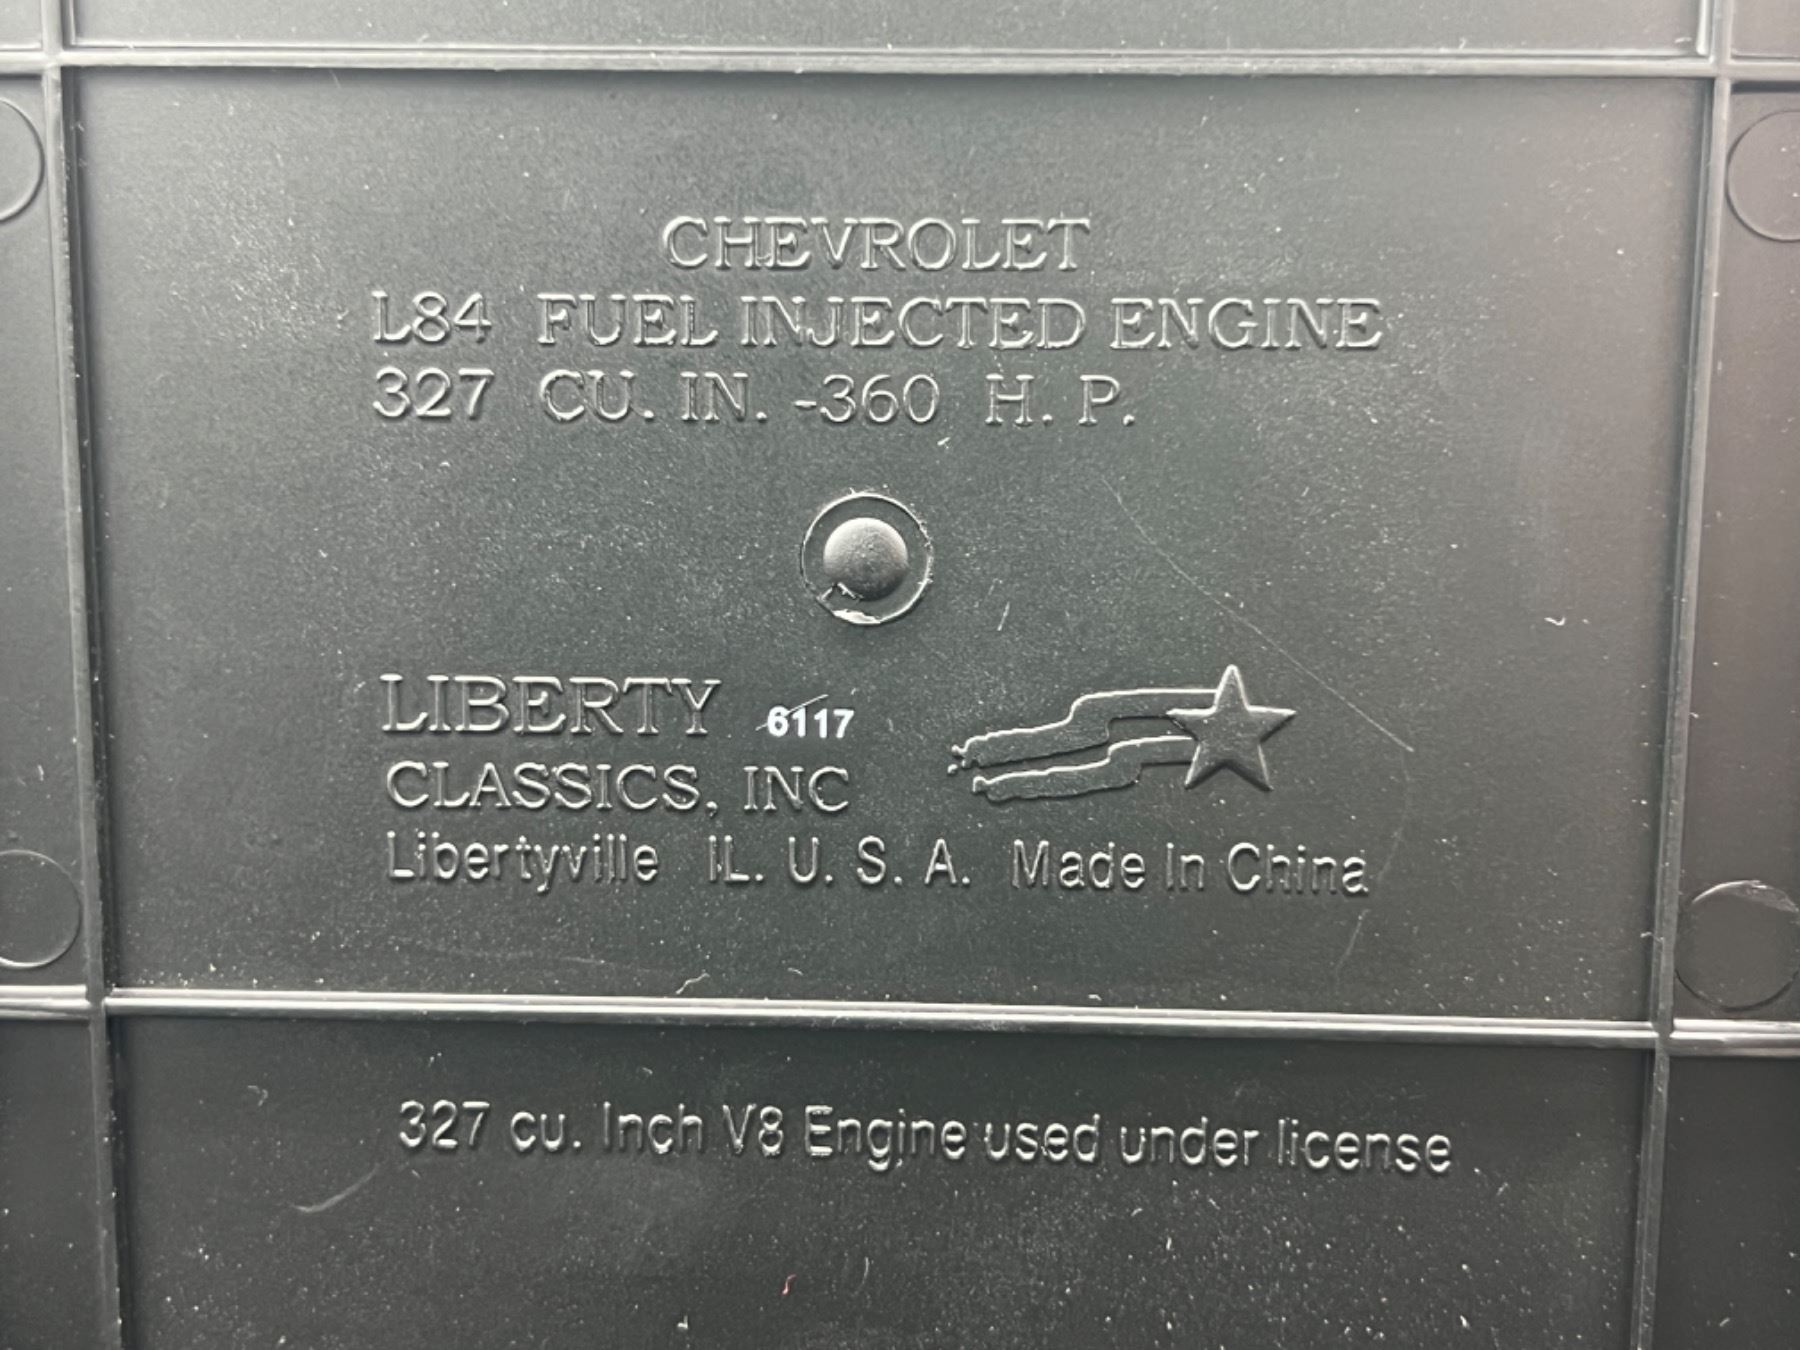 CHEVROLET
L84 FUEL INJECTED ENGINE
327 CU. IN. -360 H. P.
LIBERTY 6117
CLASSICS, INC
Libertyville IL. U. S. A. Made In China
327 cu. Inch V8 Engine used under license